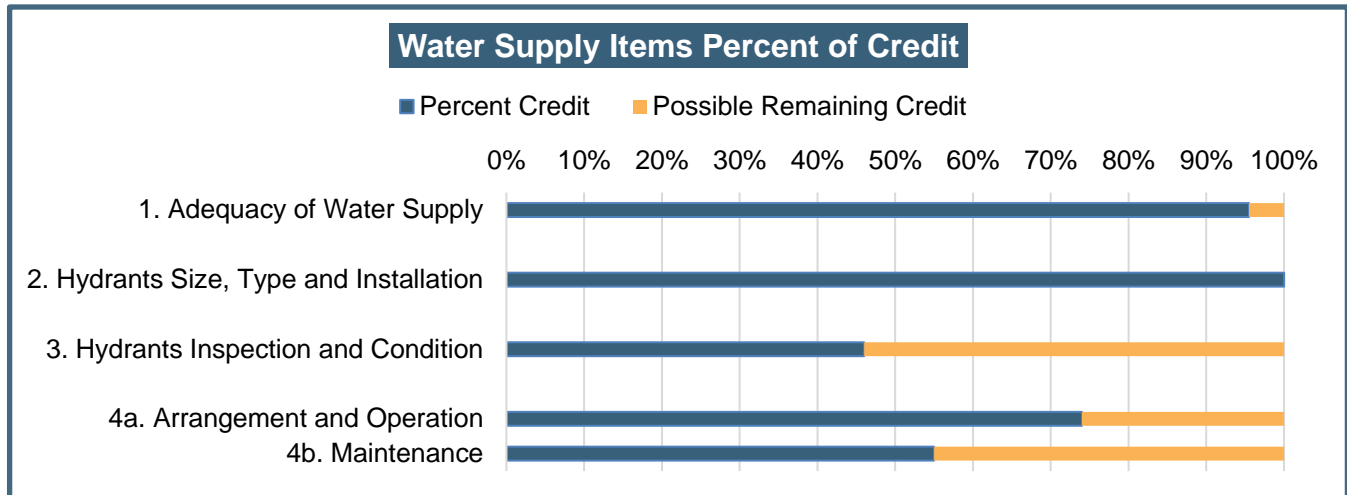 Water Supply Items Percent of Credit
Percent Credit Possible Remaining Credit
0% 10% 20% 30% 40% 50% 60% 70% 80% 90% 100%
1. Adequacy of Water Supply
2. Hydrants Size, Type and Installation
3. Hydrants Inspection and Condition
4a. Arrangement and Operation
4b. Maintenance